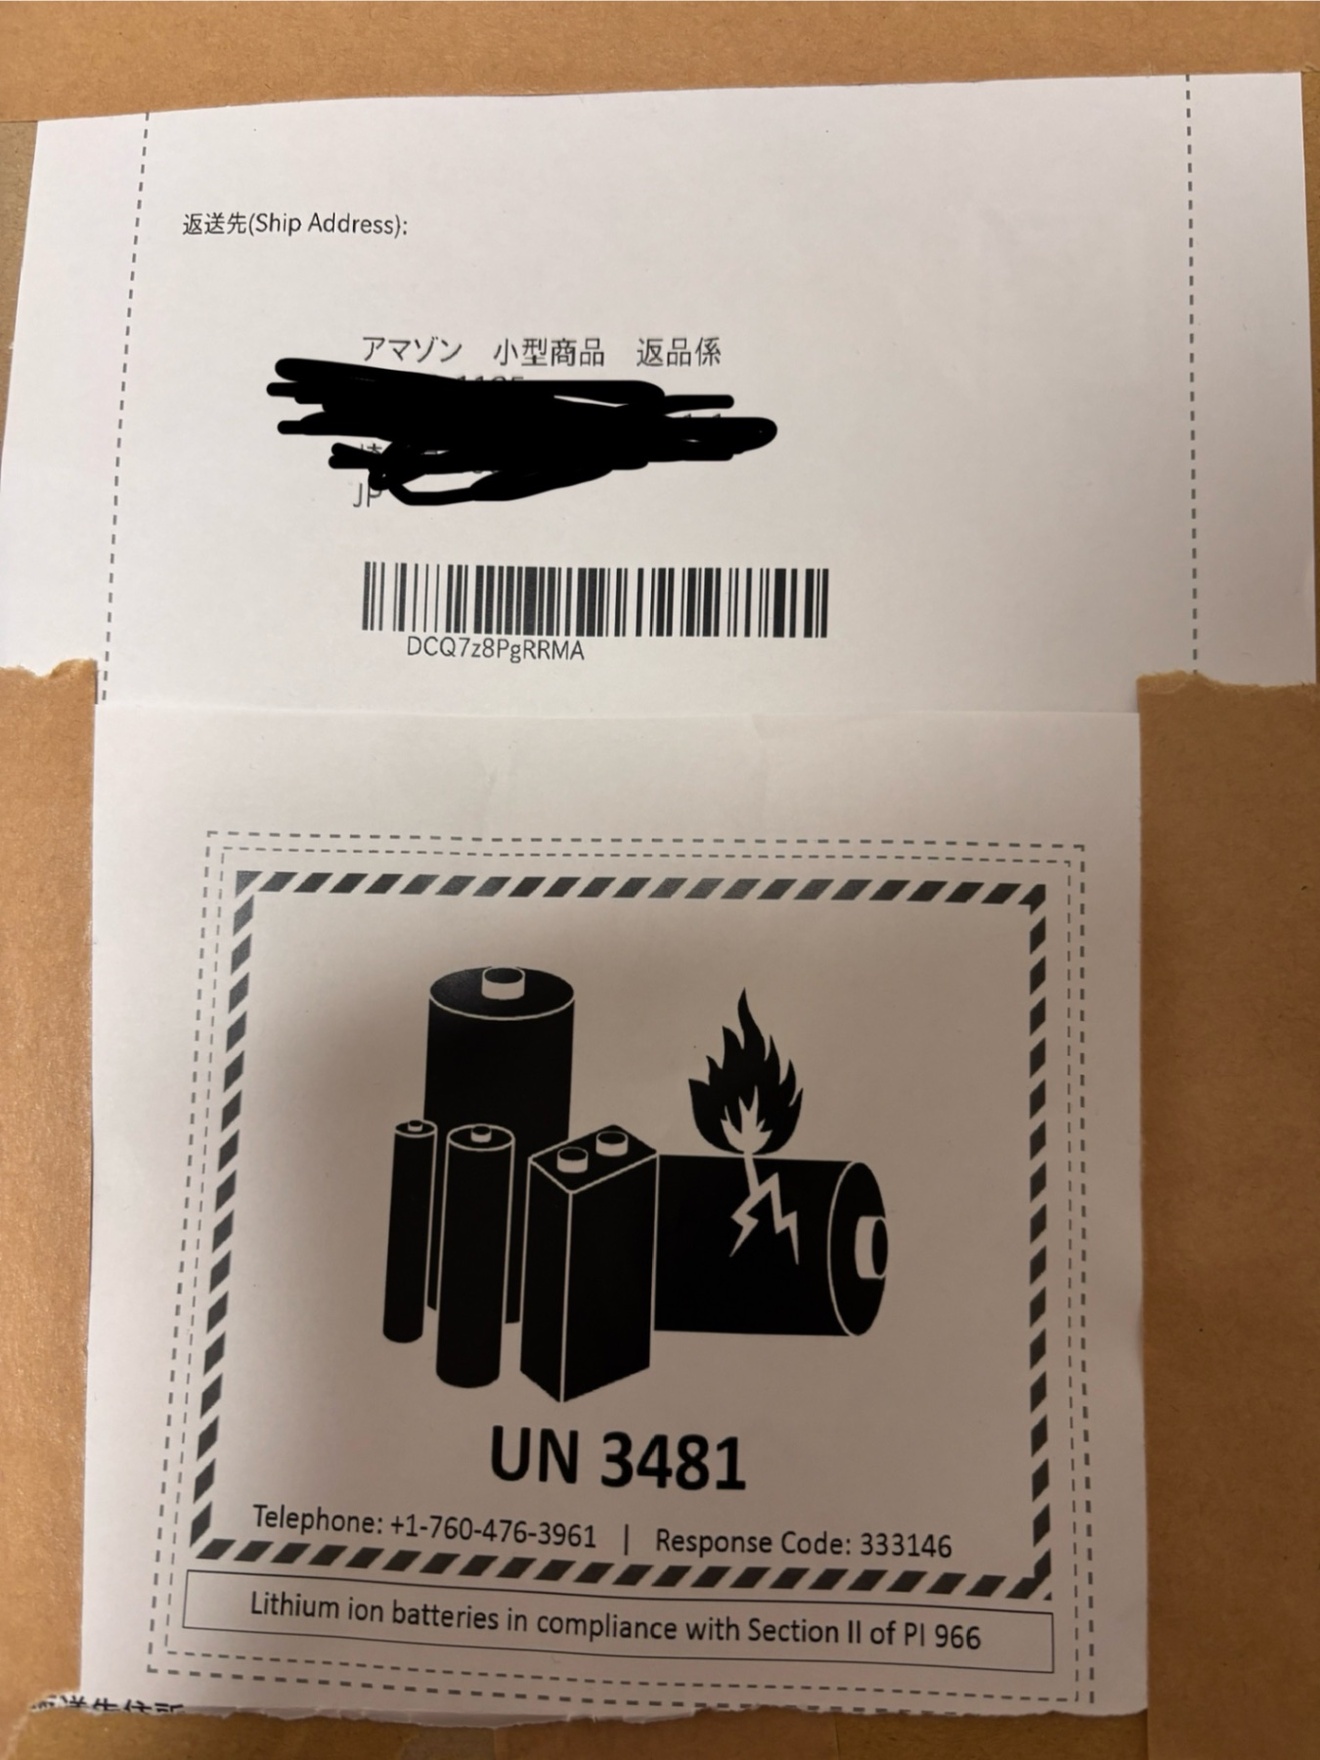 返送先(Ship Address):
アマゾン　小型商品　返品係
JP
DCQ7z8PgRRMA
UN 3481
Telephone: +1-760-476-3961 | Response Code: 333146
Lithium ion batteries in compliance with Section II of PI 966